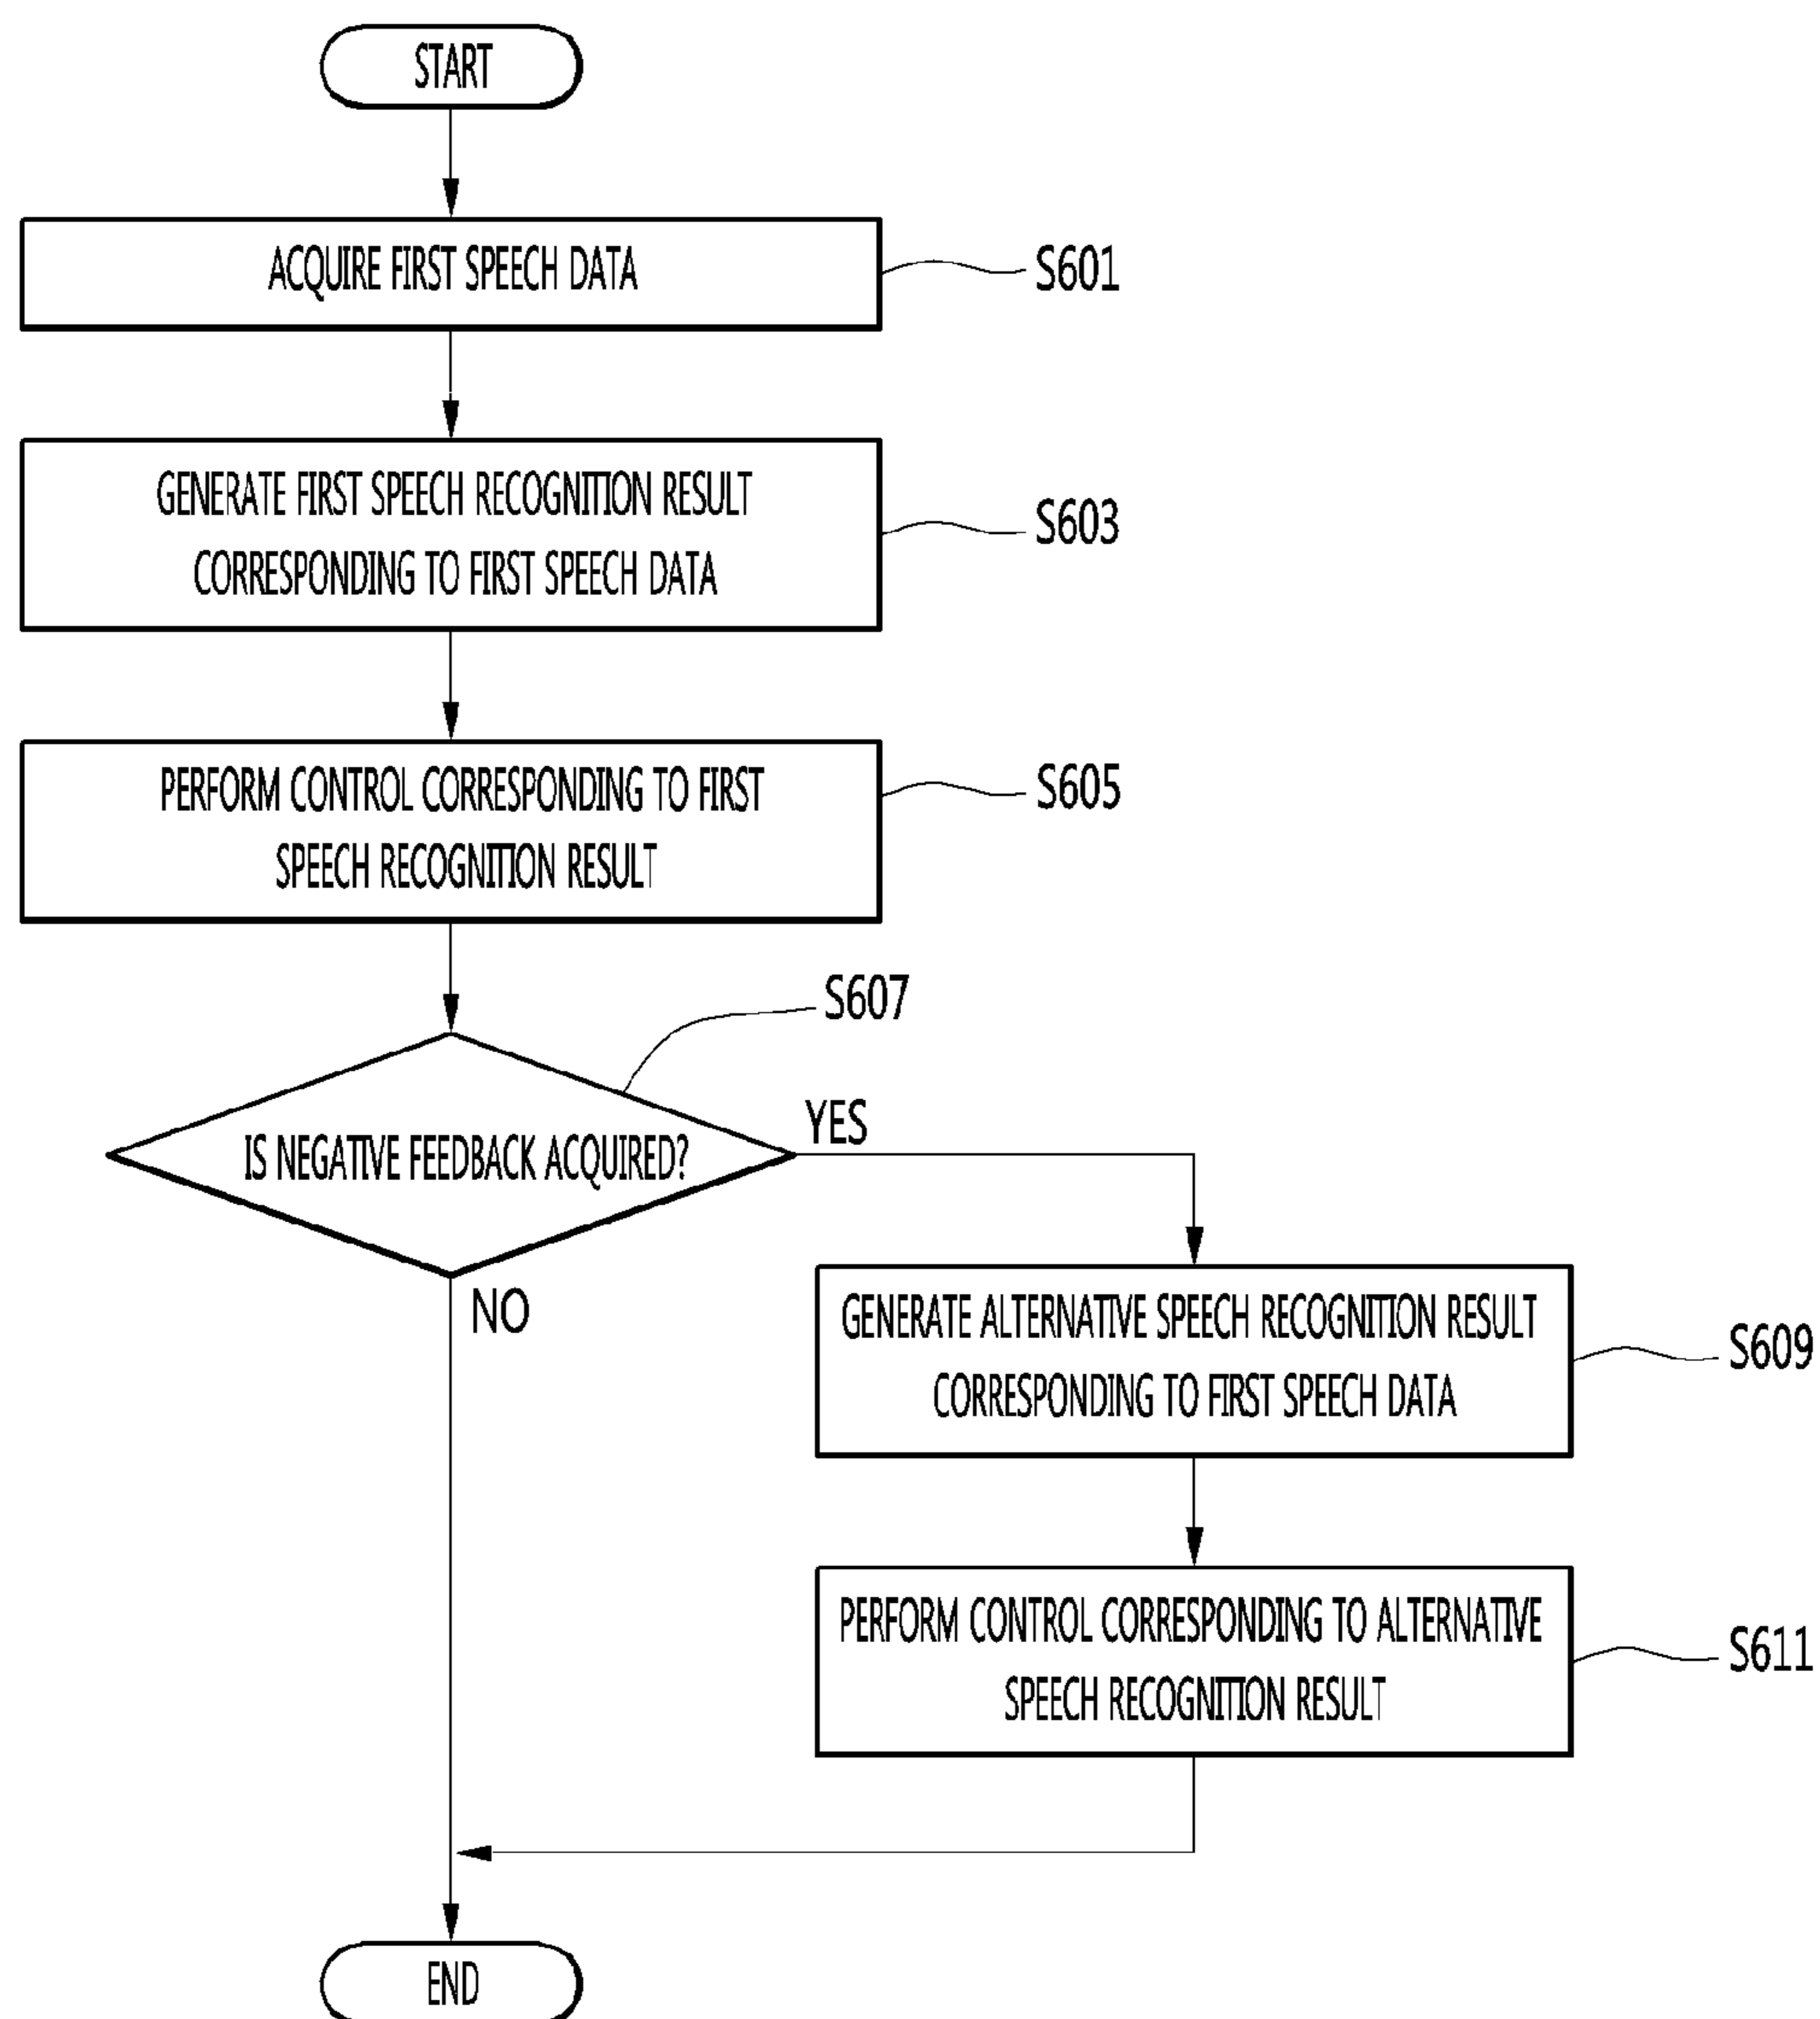 START
ACQUIRE FIRST SPEECH DATA
S601
GENERATE FIRST SPEECH RECOGNITION RESULT
CORRESPONDING TO FIRST SPEECH DATA
S603
PERFORM CONTROL CORRESPONDING TO FIRST
SPEECH RECOGNITION RESULT
S605
S607
IS NEGATIVE FEEDBACK ACQUIRED?
YES
NO
GENERATE ALTERNATIVE SPEECH RECOGNITION RESULT
CORRESPONDING TO FIRST SPEECH DATA
S609
PERFORM CONTROL CORRESPONDING TO ALTERNATIVE
SPEECH RECOGNITION RESULT
S611
END